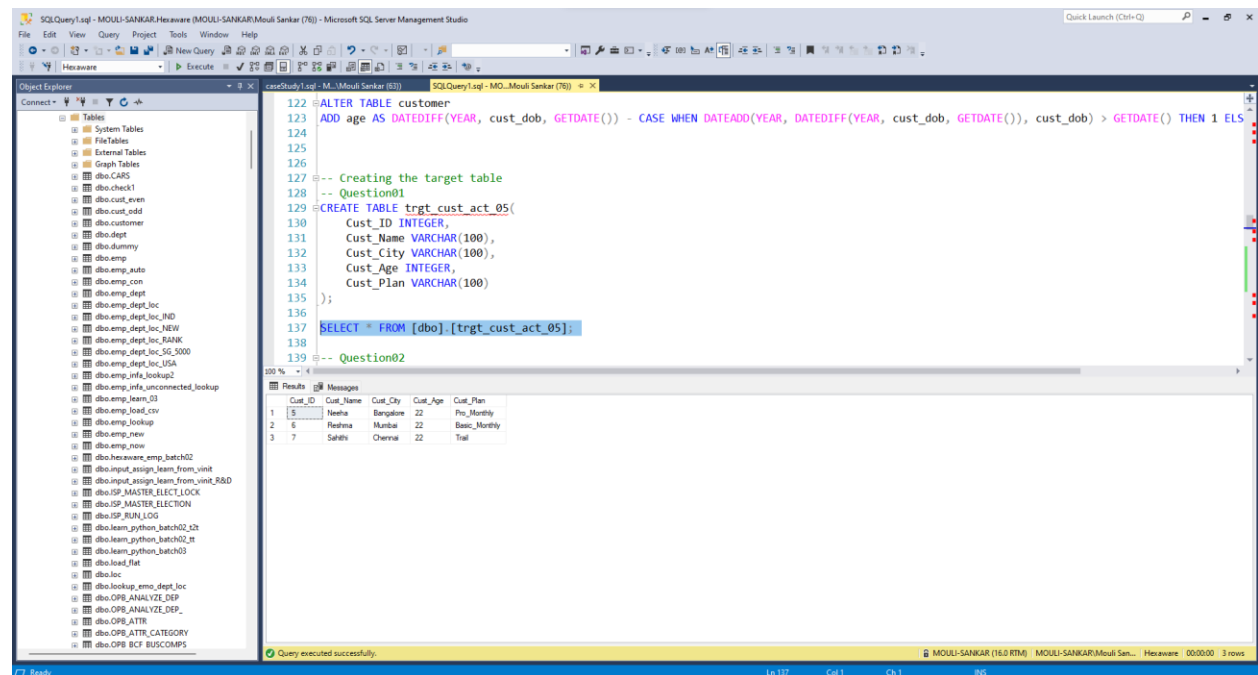 SQLQuery1.sql - MOULI-SANKAR.Hexaware (MOULI-SANKAR\Mouli Sankar (76)) - Microsoft SQL Server Management Studio
Quick Launch (Ctrl+Q)
File Edit View Query Project Tools Window Help
New Query
Hexaware
Execute
Object Explorer
Connect
Tables
System Tables
FileTables
External Tables
Graph Tables
dbo.CARS
dbo.check1
dbo.cust_even
dbo.cust_odd
dbo.customer
dbo.dept
dbo.dummy
dbo.emp
dbo.emp_auto
dbo.emp_con
dbo.emp_dept
dbo.emp_dept_loc
dbo.emp_dept_loc_IND
dbo.emp_dept_loc_NEW
dbo.emp_dept_loc_RANK
dbo.emp_dept_loc_SG_5000
dbo.emp_dept_loc_USA
dbo.emp_infa_lookup2
dbo.emp_infa_unconnected_lookup
dbo.emp_learn_03
dbo.emp_load_csv
dbo.emp_lookup
dbo.emp_new
dbo.emp_now
dbo.hexaware_emp_batch02
dbo.input_assign_learn_from_vinit
dbo.input_assign_learn_from_vinit_R&D
dbo.ISP_MASTER_ELECT_LOCK
dbo.ISP_MASTER_ELECTION
dbo.ISP_RUN_LOG
dbo.learn_python_batch02_t2t
dbo.learn_python_batch02_tt
dbo.learn_python_batch03
dbo.load_flat
dbo.loc
dbo.lookup_emo_dept_loc
dbo.OPB_ANALYZE_DEP
dbo.OPB_ANALYZE_DEP_
dbo.OPB_ATTR
dbo.OPB_ATTR_CATEGORY
dbo.OPB BCF BUSCOMPS
caseStudy1.sql - M...\Mouli Sankar (63))
SQLQuery1.sql - MO...Mouli Sankar (76))
122 ALTER TABLE customer
123 ADD age AS DATEDIFF(YEAR, cust_dob, GETDATE()) - CASE WHEN DATEADD(YEAR, DATEDIFF(YEAR, cust_dob, GETDATE()), cust_dob) > GETDATE() THEN 1 ELS
124
125
126
127 -- Creating the target table
128 -- Question01
129 CREATE TABLE trgt_cust_act_05(
130 Cust_ID INTEGER,
131 Cust_Name VARCHAR(100),
132 Cust_City VARCHAR(100),
133 Cust_Age INTEGER,
134 Cust_Plan VARCHAR(100)
135 );
136
137 SELECT * FROM [dbo].[trgt_cust_act_05];
138
139 -- Question02
100 %
Results Messages
Cust_ID Cust_Name Cust_City Cust_Age Cust_Plan
1 5 Neeha Bangalore 22 Pro_Monthly
2 6 Reshma Mumbai 22 Basic_Monthly
3 7 Sahithi Chennai 22 Trail
Query executed successfully.
MOULI-SANKAR (16.0 RTM) MOULI-SANKAR\Mouli San... Hexaware 00:00:00 3 rows
Ready
Ln 137 Col 1 Ch 1 INS